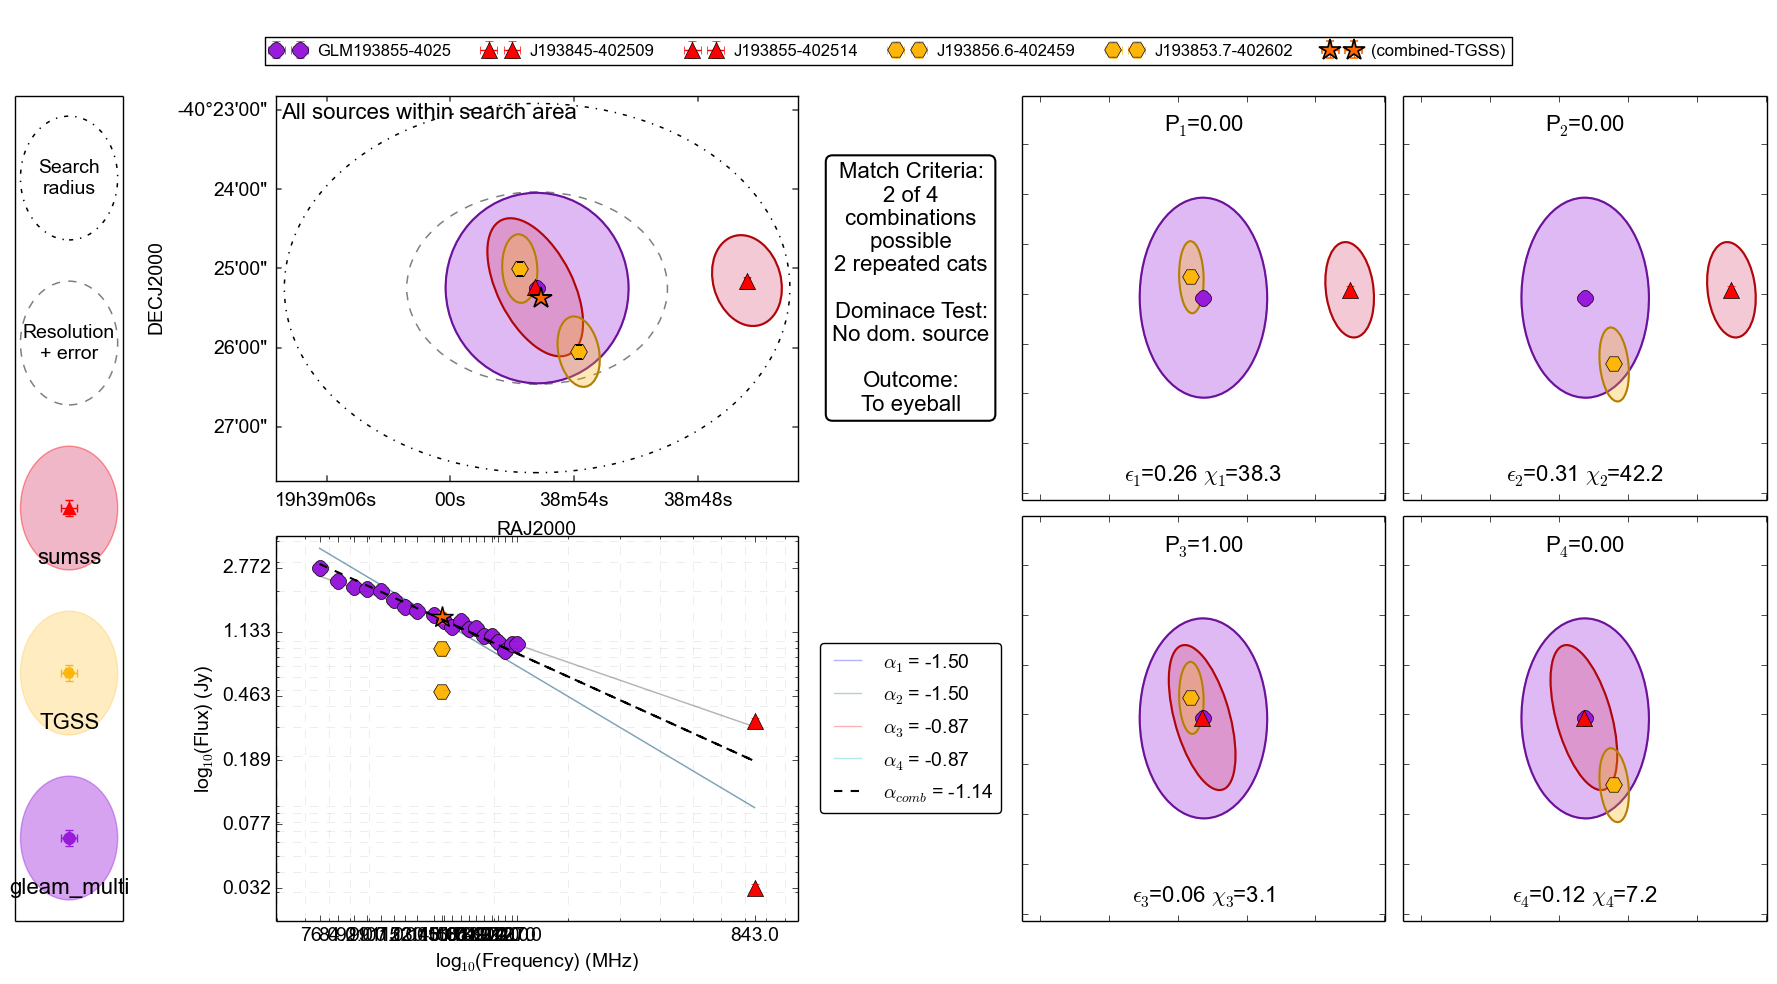 GLM193855-4025 J193845-402509 J193855-402514 J193856.6-402459 J193853.7-402602 (combined-TGSS)
Search
radius
Resolution
+ error
sumss
TGSS
gleam_multi
All sources within search area
DECJ2000
-40°23'00"
24'00"
25'00"
26'00"
27'00"
19h39m06s 00s 38m54s 38m48s
RAJ2000
Match Criteria:
2 of 4
combinations
possible
2 repeated cats
Dominace Test:
No dom. source
Outcome:
To eyeball
P1=0.00
ϵ1=0.26 χ1=38.3
P2=0.00
ϵ2=0.31 χ2=42.2
log10(Flux) (Jy)
2.772
1.133
0.463
0.189
0.077
0.032
843.0
log10(Frequency) (MHz)
α1 = -1.50
α2 = -1.50
α3 = -0.87
α4 = -0.87
αcomb = -1.14
P3=1.00
ϵ3=0.06 χ3=3.1
P4=0.00
ϵ4=0.12 χ4=7.2